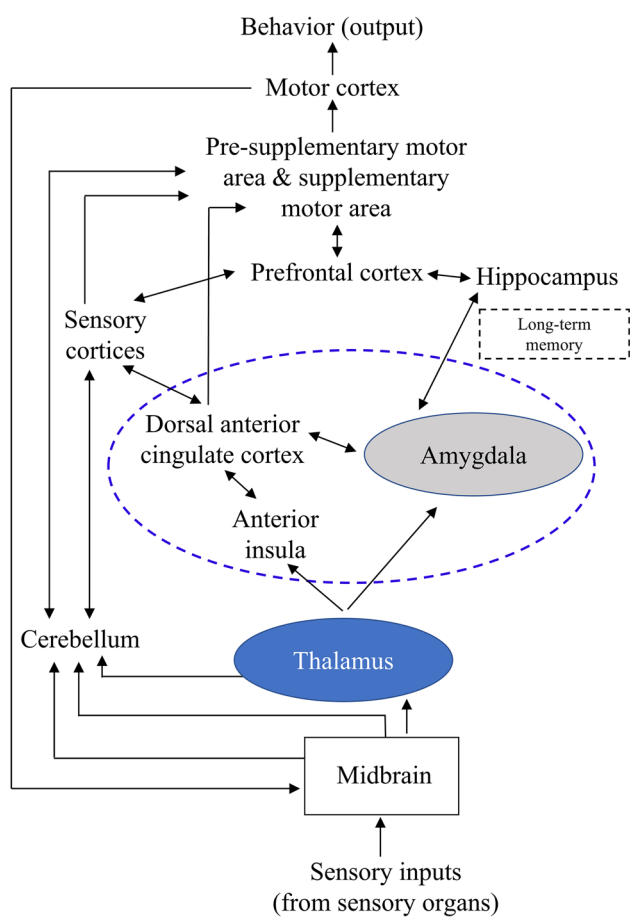 Behavior (output)
Motor cortex
Pre-supplementary motor
area & supplementary
motor area
Prefrontal cortex
Hippocampus
Long-term
memory
Sensory
cortices
Dorsal anterior
cingulate cortex
Amygdala
Anterior
insula
Cerebellum
Thalamus
Midbrain
Sensory inputs
(from sensory organs)